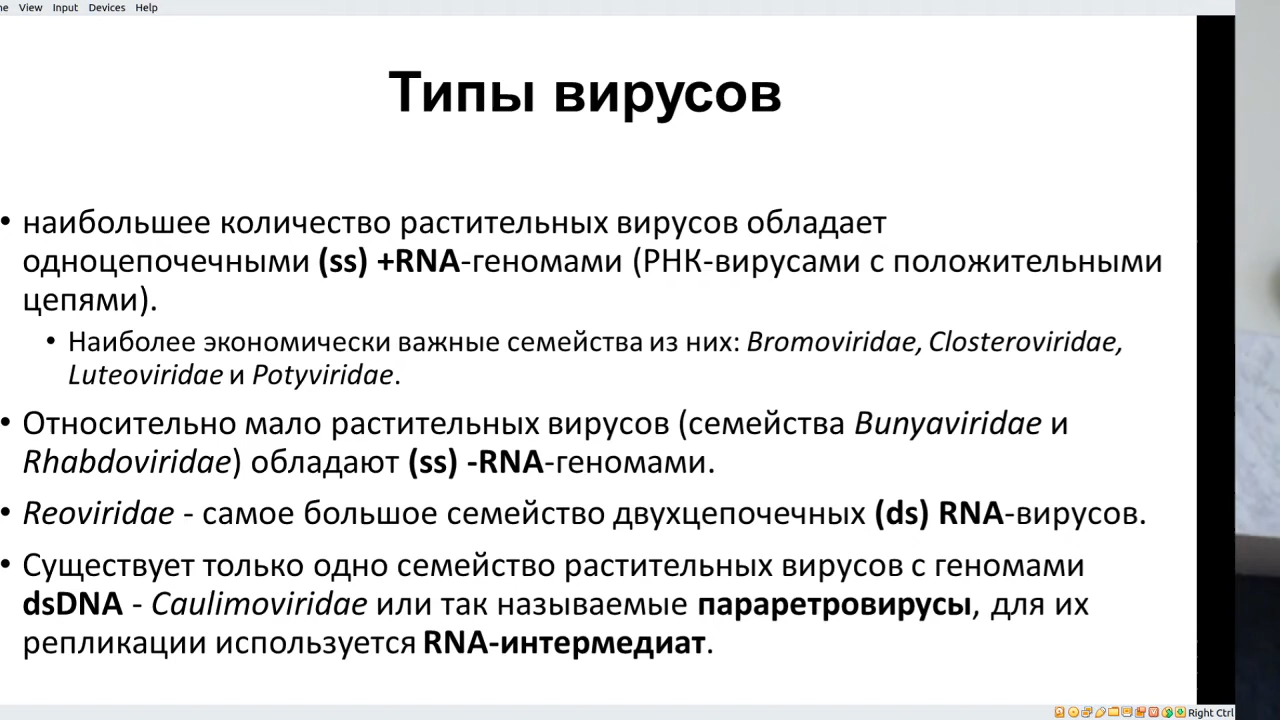 View Input Devices Help
Типы вирусов
• наибольшее количество растительных вирусов обладает
одноцепочечными (ss) +RNA-геномами (РНК-вирусами с положительными
цепями).
• Наиболее экономически важные семейства из них: Bromoviridae, Closteroviridae,
Luteoviridae и Potyviridae.
• Относительно мало растительных вирусов (семейства Bunyaviridae и
Rhabdoviridae) обладают (ss) -RNA-геномами.
• Reoviridae - самое большое семейство двухцепочечных (ds) RNA-вирусов.
• Существует только одно семейство растительных вирусов с геномами
dsDNA - Caulimoviridae или так называемые параретровирусы, для их
репликации используется RNA-интермедиат.
Right Ctrl